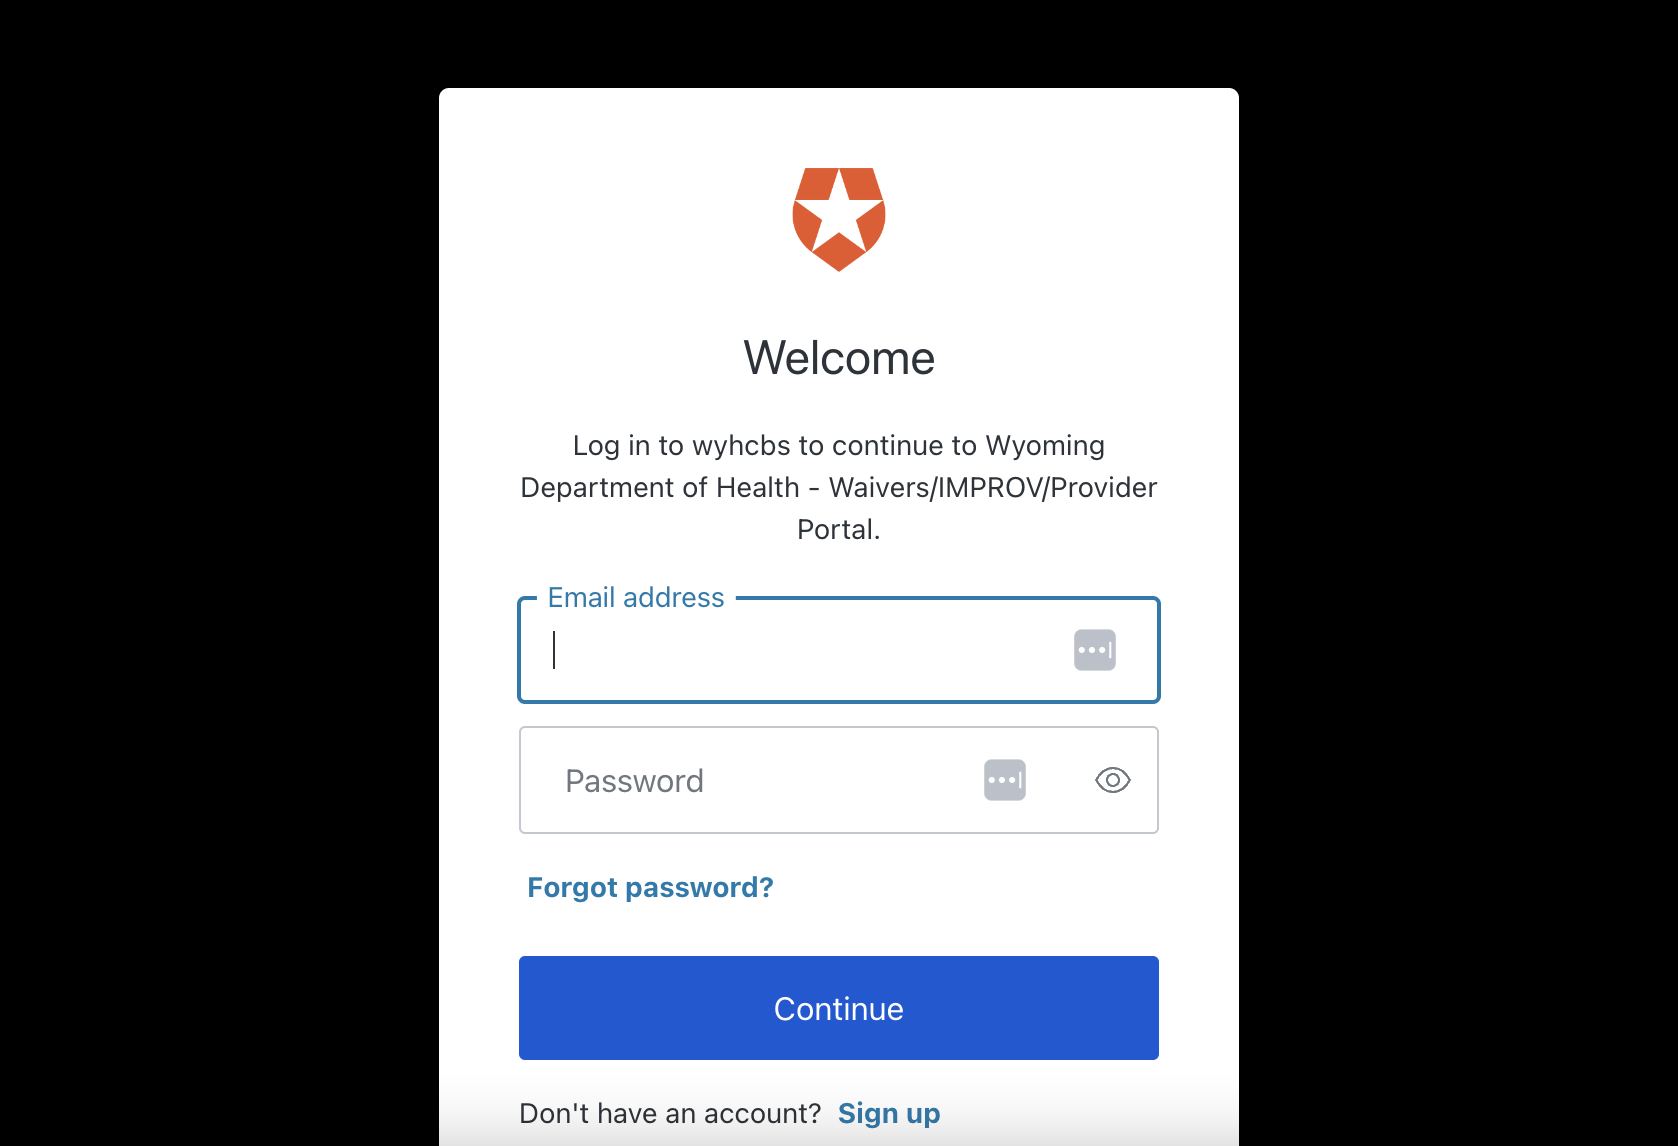 Welcome
Log in to wyhcbs to continue to Wyoming
Department of Health - Waivers/IMPROV/Provider
Portal.
Email address
Password
Forgot password?
Continue
Don't have an account? Sign up